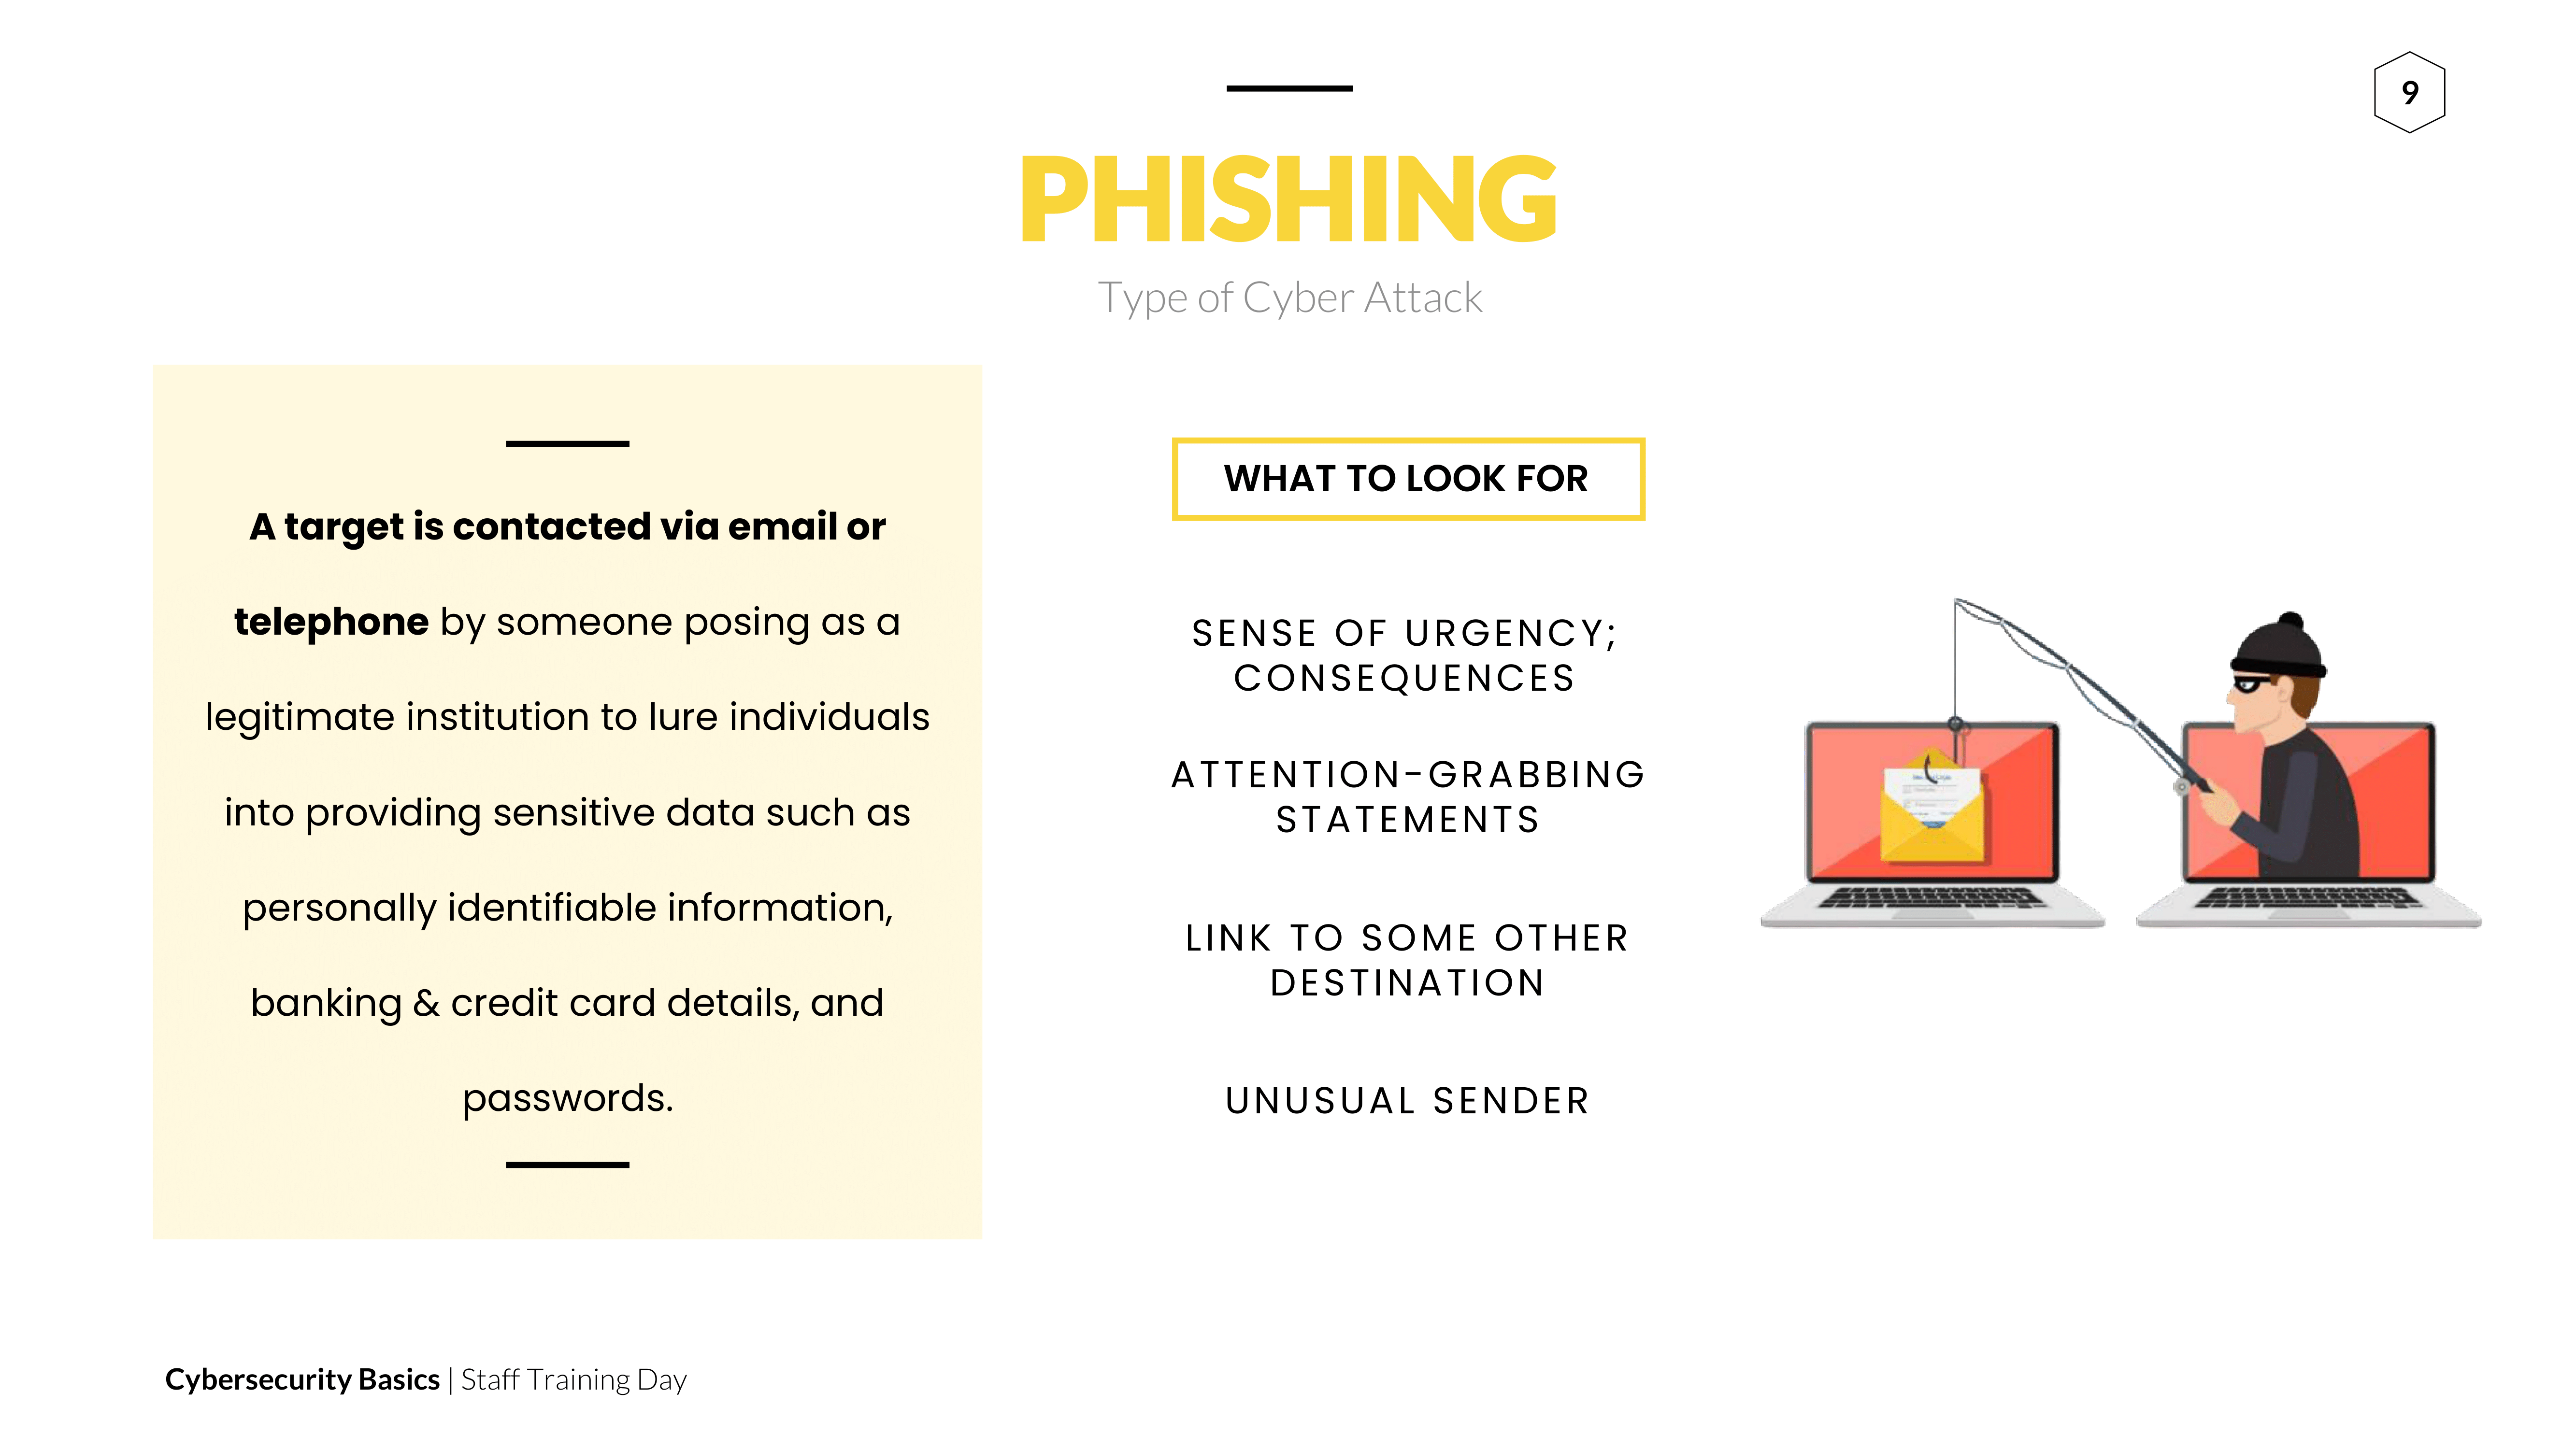 9
PHISHING
Type of Cyber Attack
A target is contacted via email or
telephone by someone posing as a
legitimate institution to lure individuals
into providing sensitive data such as
personally identifiable information,
banking & credit card details, and
passwords.
WHAT TO LOOK FOR
SENSE OF URGENCY;
CONSEQUENCES
ATTENTION-GRABBING
STATEMENTS
LINK TO SOME OTHER
DESTINATION
UNUSUAL SENDER
Cybersecurity Basics | Staff Training Day